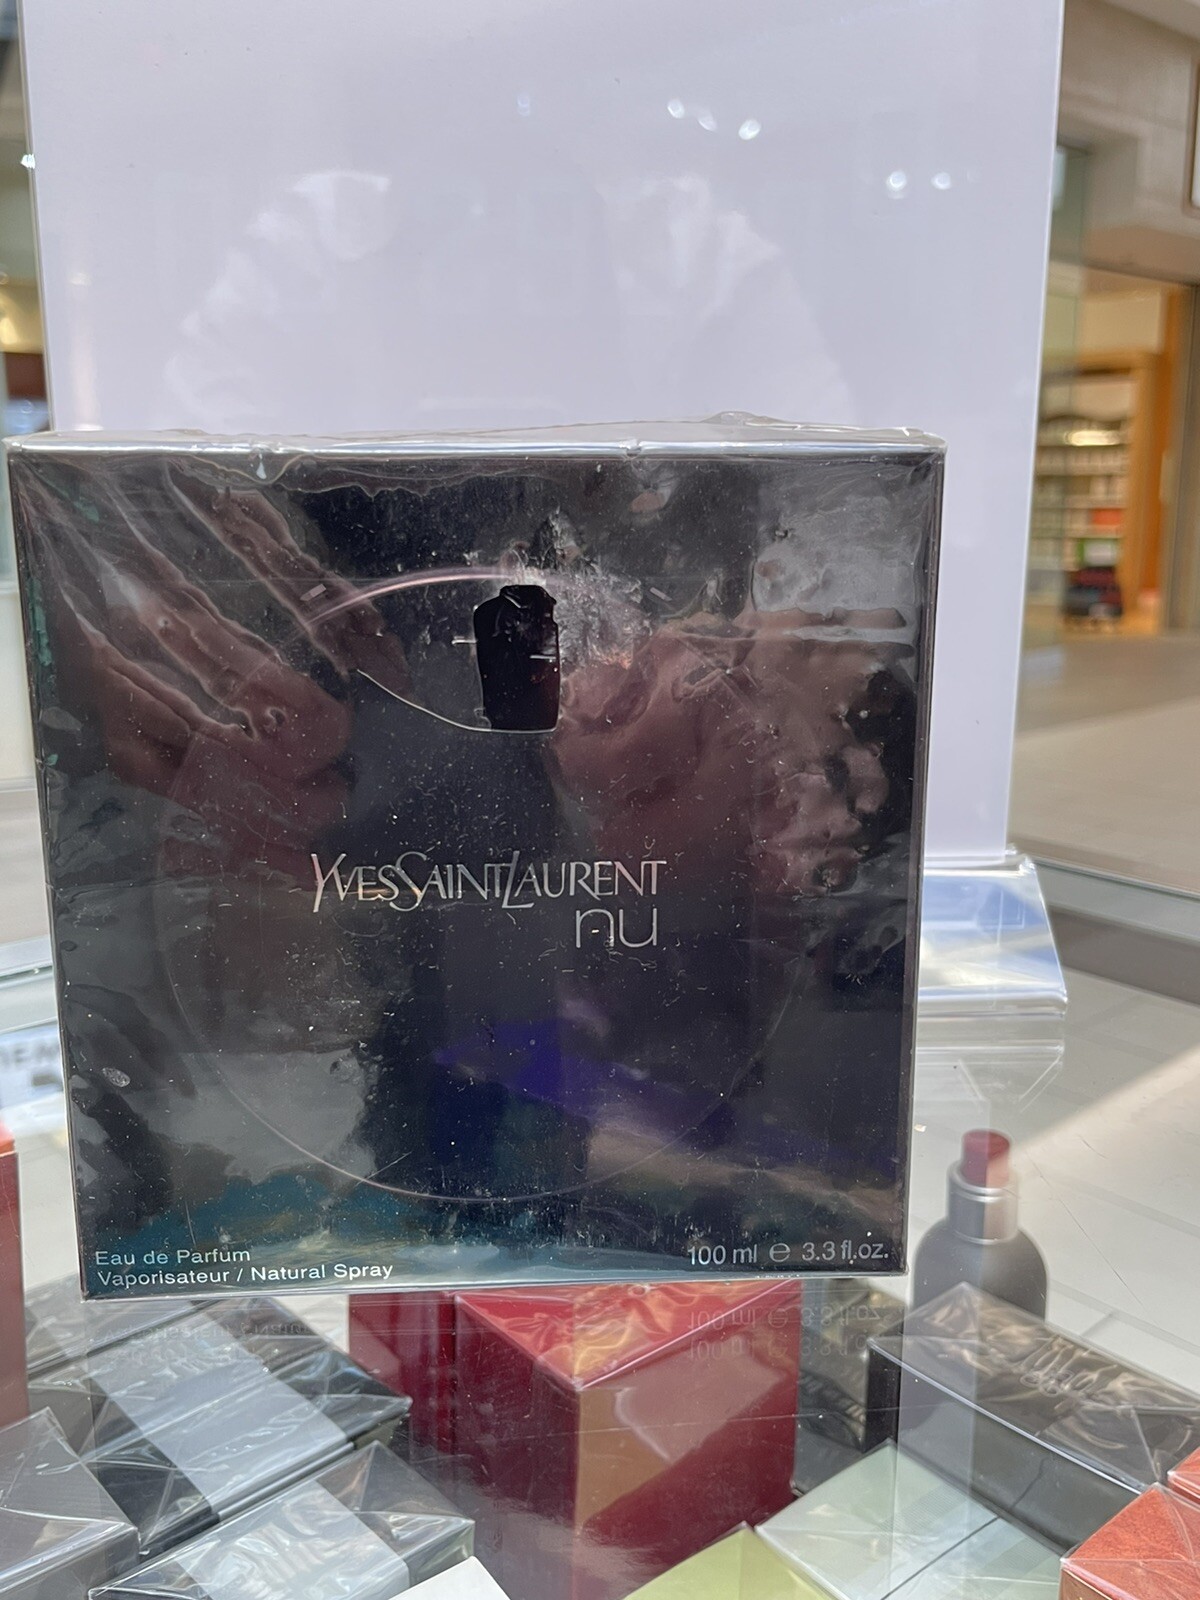 YVESSAINTLAURENT
nu
Eau de Parfum
Vaporisateur / Natural Spray
100 ml ℮ 3.3 fl.oz.